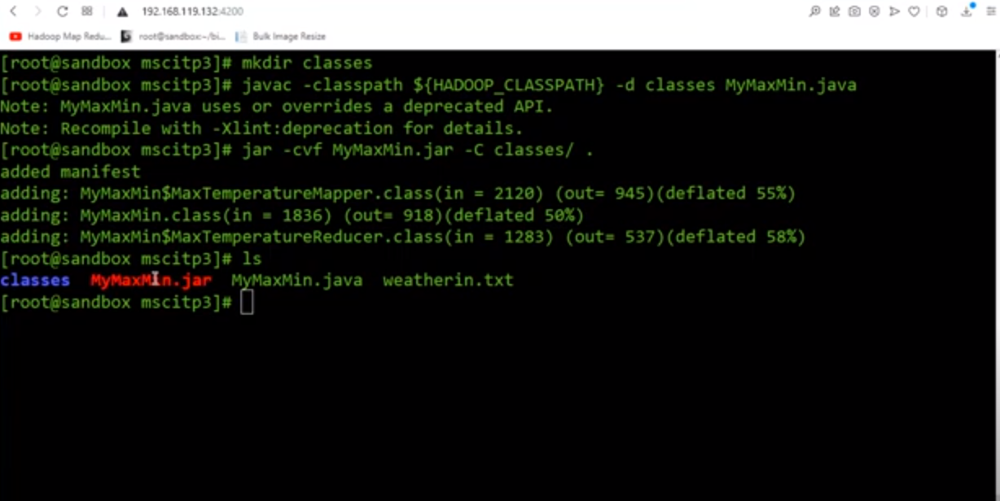 192.168.119.132:4200
Hadoop Map Redu... root@sandbox:~/bi... Bulk Image Resize
[root@sandbox mscitp3]# mkdir classes
[root@sandbox mscitp3]# javac -classpath ${HADOOP_CLASSPATH} -d classes MyMaxMin.java
Note: MyMaxMin.java uses or overrides a deprecated API.
Note: Recompile with -Xlint:deprecation for details.
[root@sandbox mscitp3]# jar -cvf MyMaxMin.jar -C classes/ .
added manifest
adding: MyMaxMin$MaxTemperatureMapper.class(in = 2120) (out= 945)(deflated 55%)
adding: MyMaxMin.class(in = 1836) (out= 918)(deflated 50%)
adding: MyMaxMin$MaxTemperatureReducer.class(in = 1283) (out= 537)(deflated 58%)
[root@sandbox mscitp3]# ls
classes MyMaxMin.jar MyMaxMin.java weatherin.txt
[root@sandbox mscitp3]#